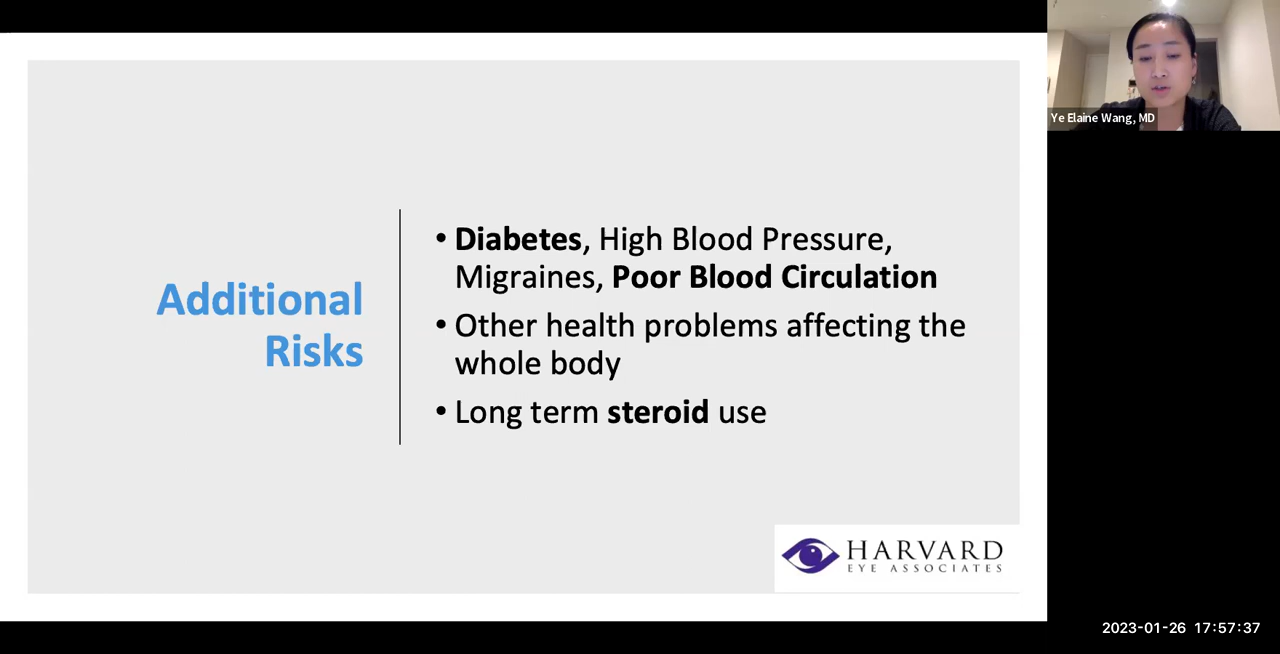 Ye Elaine Wang, MD
Additional
Risks
• Diabetes, High Blood Pressure,
Migraines, Poor Blood Circulation
• Other health problems affecting the
whole body
• Long term steroid use
HARVARD
EYE ASSOCIATES
2023-01-26 17:57:37